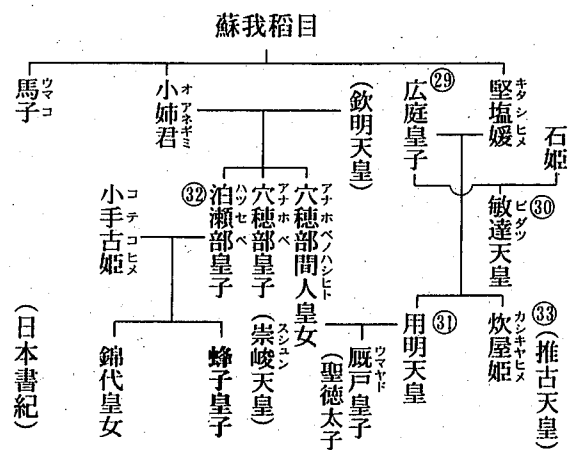 蘇我稲目
堅塩媛
キタシヒメ
石姫
㉙
広庭皇子
(欽明天皇)
小姉君
オアネギミ
馬子
ウマコ
㉚
敏達天皇
ビダツ
穴穂部間人皇女
アナホベノハシヒト
穴穂部皇子
アナホベ
㉜
泊瀬部皇子
ハツセベ
(崇峻天皇)
スシュン
小手古姫
コテコヒメ
㉝
炊屋姫
カシキヤヒメ
(推古天皇)
㉛
用明天皇
厩戸皇子
ウマヤド
(聖徳太子)
蜂子皇子
錦代皇女
(日本書紀)